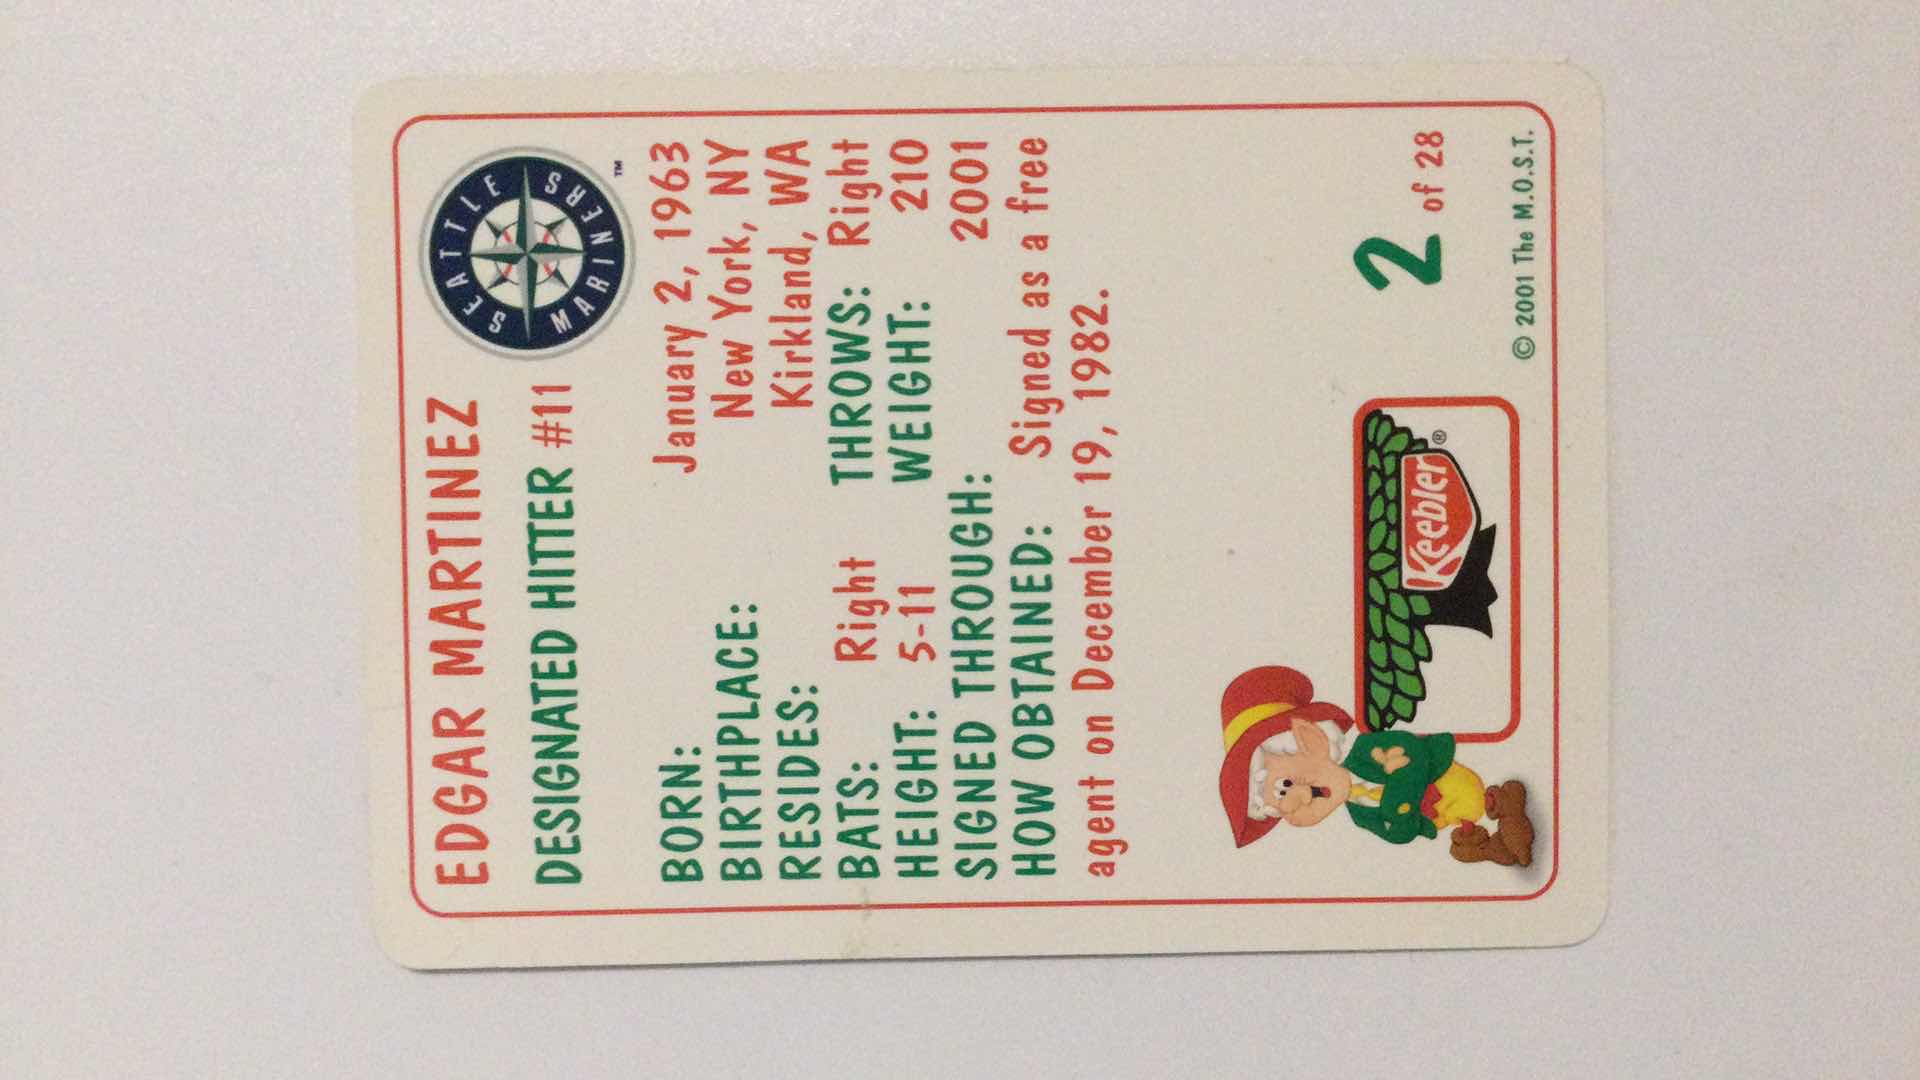 SEATTLE MARINERS ™
EDGAR MARTINEZ
DESIGNATED HITTER #11
BORN: January 2, 1963
BIRTHPLACE: New York, NY
RESIDES: Kirkland, WA
BATS: Right THROWS: Right
HEIGHT: 5-11 WEIGHT: 210
SIGNED THROUGH: 2001
HOW OBTAINED: Signed as a free
agent on December 19, 1982.
Keebler ®
2 of 28
© 2001 The M.O.S.T.